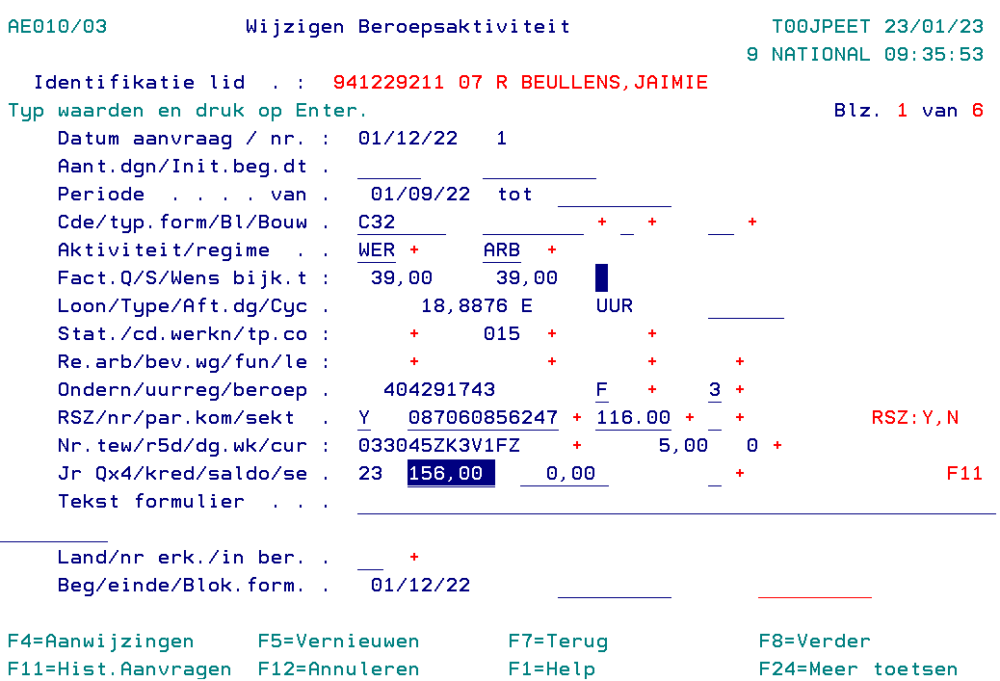 AE010/03 Wijzigen Beroepsaktiviteit T00JPEET 23/01/23
9 NATIONAL 09:35:53
Identifikatie lid . : 941229211 07 R BEULLENS,JAIMIE
Typ waarden en druk op Enter. Blz. 1 van 6
Datum aanvraag / nr. : 01/12/22 1
Aant.dgn/Init.beg.dt .
Periode . . . . van . 01/09/22 tot
Cde/typ.form/Bl/Bouw . C32 + + +
Aktiviteit/regime . . WER + ARB +
Fact.Q/S/Wens bijk.t : 39,00 39,00
Loon/Type/Aft.dg/Cyc . 18,8876 E UUR
Stat./cd.werkn/tp.co : + 015 + +
Re.arb/bev.wg/fun/le : + + + +
Ondern/uurreg/beroep . 404291743 F + 3 +
RSZ/nr/par.kom/sekt . Y 087060856247 + 116.00 + + RSZ:Y,N
Nr.tew/r5d/dg.wk/cur : 033045ZK3V1FZ + 5,00 0 +
Jr Qx4/kred/saldo/se . 23 156,00 0,00 + F11
Tekst formulier . . .
Land/nr erk./in ber. . +
Beg/einde/Blok.form. . 01/12/22
F4=Aanwijzingen F5=Vernieuwen F7=Terug F8=Verder
F11=Hist.Aanvragen F12=Annuleren F1=Help F24=Meer toetsen